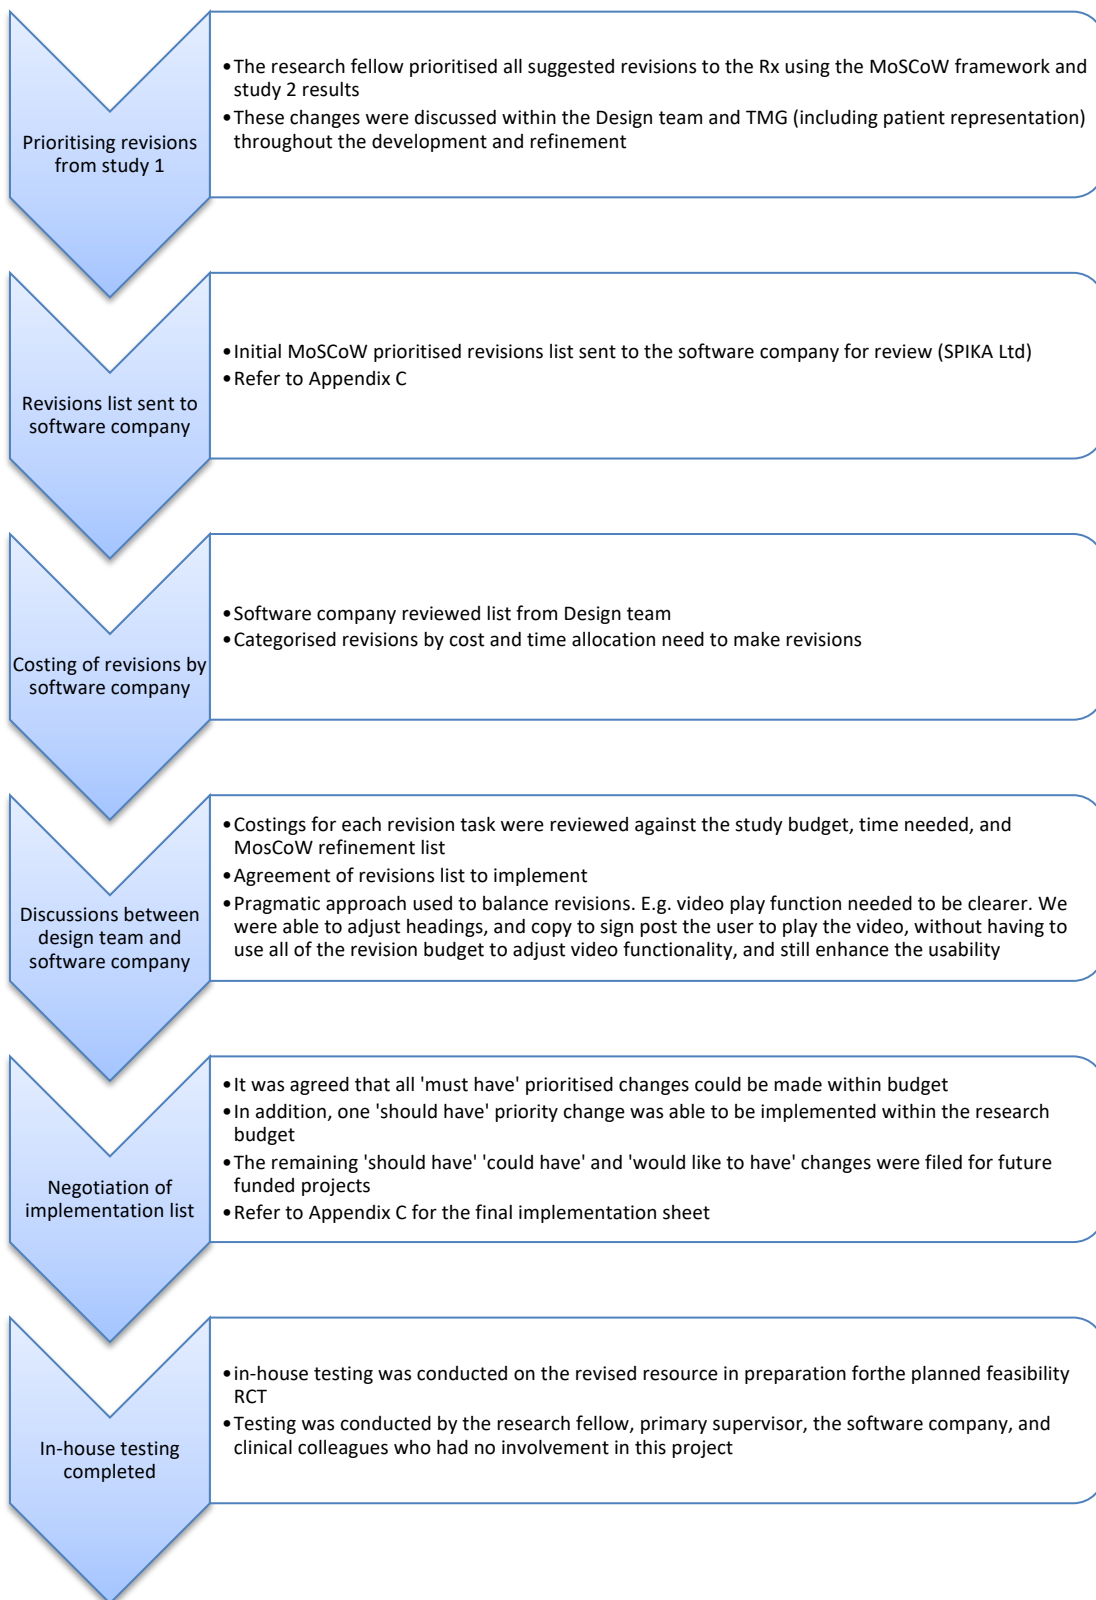 Prioritising revisions
from study 1
•The research fellow prioritised all suggested revisions to the Rx using the MoSCoW framework and
study 2 results
•These changes were discussed within the Design team and TMG (including patient representation)
throughout the development and refinement
Revisions list sent to
software company
•Initial MoSCoW prioritised revisions list sent to the software company for review (SPIKA Ltd)
•Refer to Appendix C
Costing of revisions by
software company
•Software company reviewed list from Design team
•Categorised revisions by cost and time allocation need to make revisions
Discussions between
design team and
software company
•Costings for each revision task were reviewed against the study budget, time needed, and
MosCoW refinement list
•Agreement of revisions list to implement
•Pragmatic approach used to balance revisions. E.g. video play function needed to be clearer. We
were able to adjust headings, and copy to sign post the user to play the video, without having to
use all of the revision budget to adjust video functionality, and still enhance the usability
Negotiation of
implementation list
•It was agreed that all 'must have' prioritised changes could be made within budget
•In addition, one 'should have' priority change was able to be implemented within the research
budget
•The remaining 'should have' 'could have' and 'would like to have' changes were filed for future
funded projects
•Refer to Appendix C for the final implementation sheet
In-house testing
completed
•in-house testing was conducted on the revised resource in preparation forthe planned feasibility
RCT
•Testing was conducted by the research fellow, primary supervisor, the software company, and
clinical colleagues who had no involvement in this project